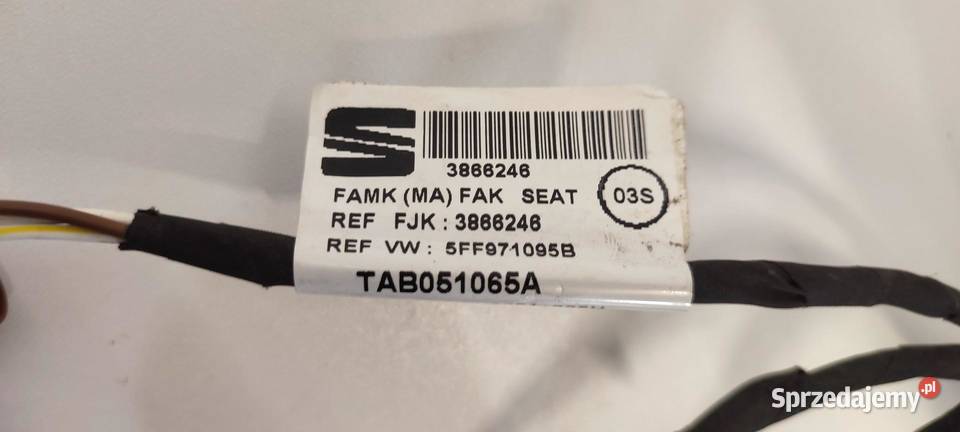 3866246
FAMK (MA) FAK SEAT 03S
REF FJK : 3866246
REF VW : 5FF971095B
TAB051065A
Sprzedajemy.pl